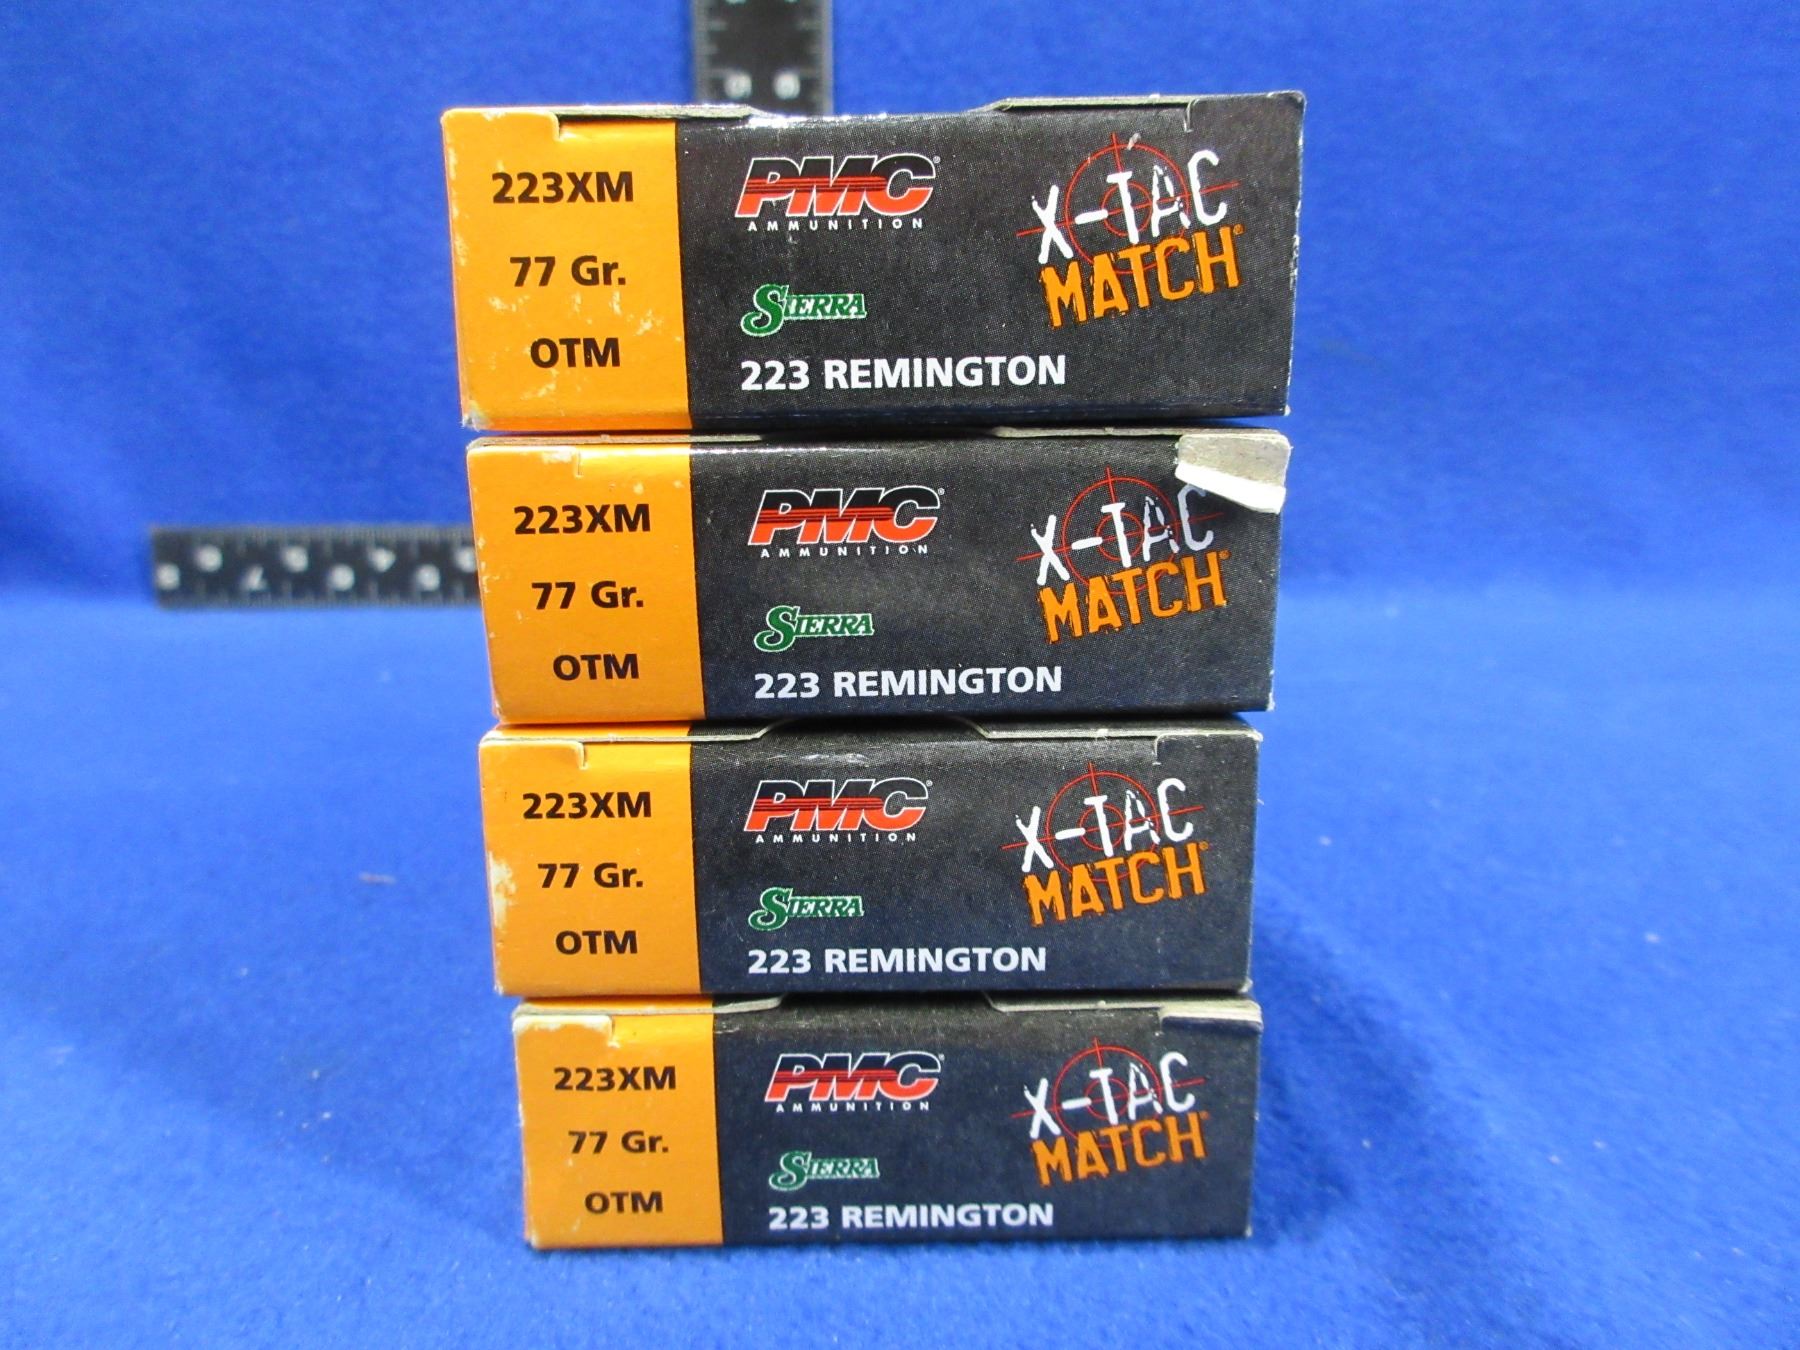 223XM
77 Gr.
OTM
PMC®
AMMUNITION
SIERRA
223 REMINGTON
X-TAC
MATCH®
223XM
77 Gr.
OTM
PMC®
AMMUNITION
SIERRA
223 REMINGTON
X-TAC
MATCH®
223XM
77 Gr.
OTM
PMC®
AMMUNITION
SIERRA
223 REMINGTON
X-TAC
MATCH®
223XM
77 Gr.
OTM
PMC®
AMMUNITION
SIERRA
223 REMINGTON
X-TAC
MATCH®